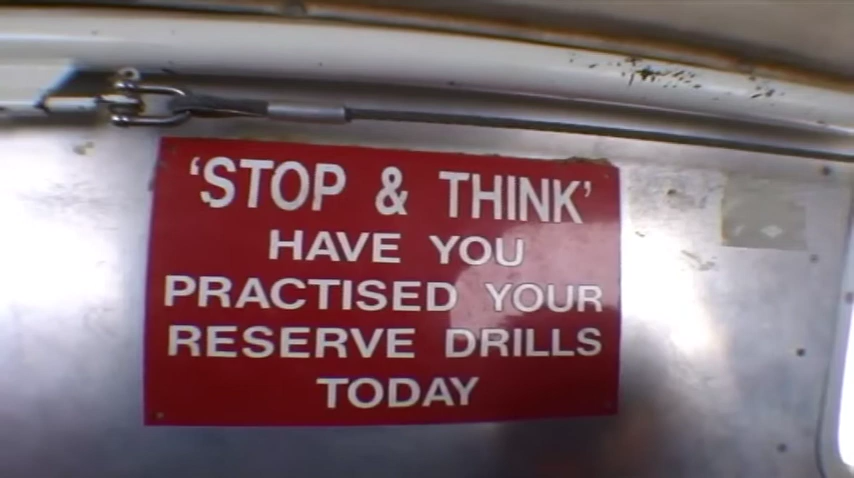 'STOP & THINK'
HAVE YOU
PRACTISED YOUR
RESERVE DRILLS
TODAY